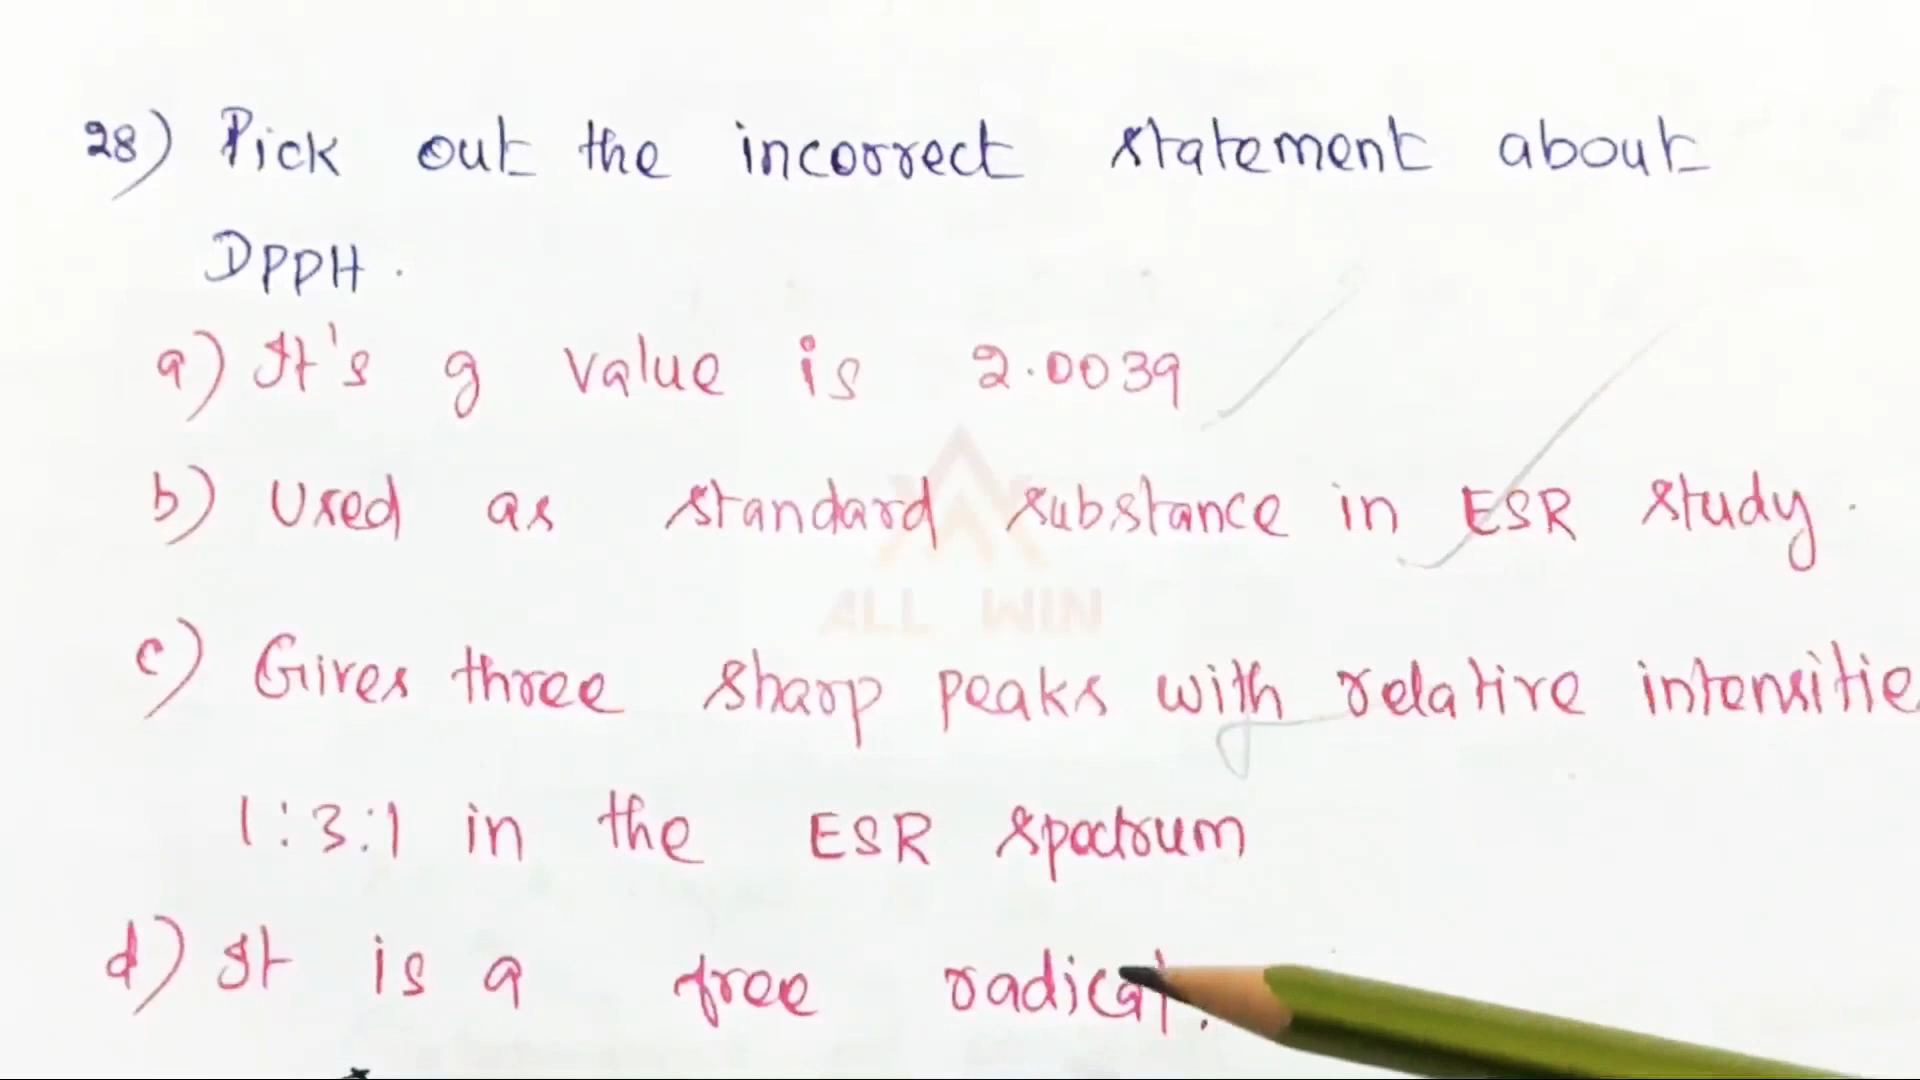 28) Pick out the incorrect statement about
DPPH.
a) It's g value is 2.0039
b) Used as standard substance in ESR study.
ALL WIN
c) Gives three sharp peaks with relative intensitie
1:3:1 in the ESR spectrum
d) It is a free radical.